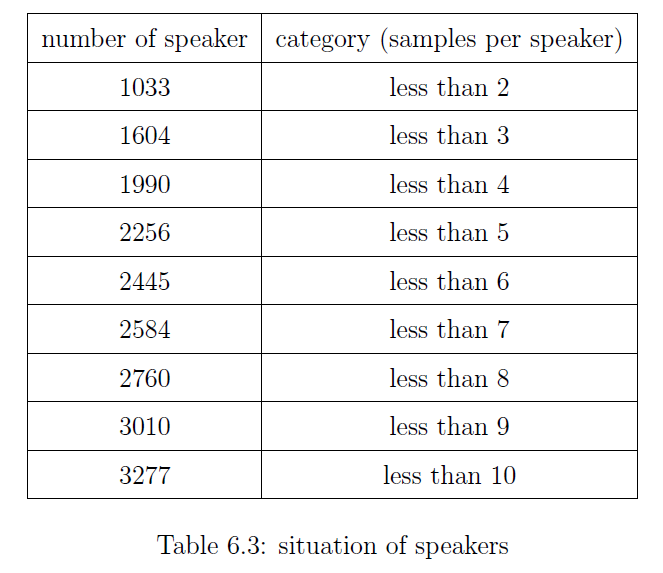 number of speaker category (samples per speaker)
1033 less than 2
1604 less than 3
1990 less than 4
2256 less than 5
2445 less than 6
2584 less than 7
2760 less than 8
3010 less than 9
3277 less than 10
Table 6.3: situation of speakers